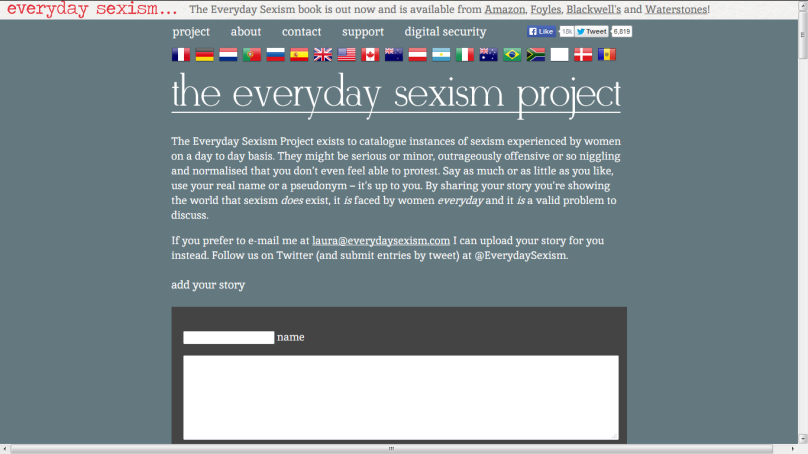 everyday sexism...
The Everyday Sexism book is out now and is available from Amazon, Foyles, Blackwell's and Waterstones!
project about contact support digital security
Like 18k Tweet 6,819
the everyday sexism project
The Everyday Sexism Project exists to catalogue instances of sexism experienced by women
on a day to day basis. They might be serious or minor, outrageously offensive or so niggling
and normalised that you don't even feel able to protest. Say as much or as little as you like,
use your real name or a pseudonym – it's up to you. By sharing your story you're showing
the world that sexism does exist, it is faced by women everyday and it is a valid problem to
discuss.
If you prefer to e-mail me at laura@everydaysexism.com I can upload your story for you
instead. Follow us on Twitter (and submit entries by tweet) at @EverydaySexism.
add your story
name